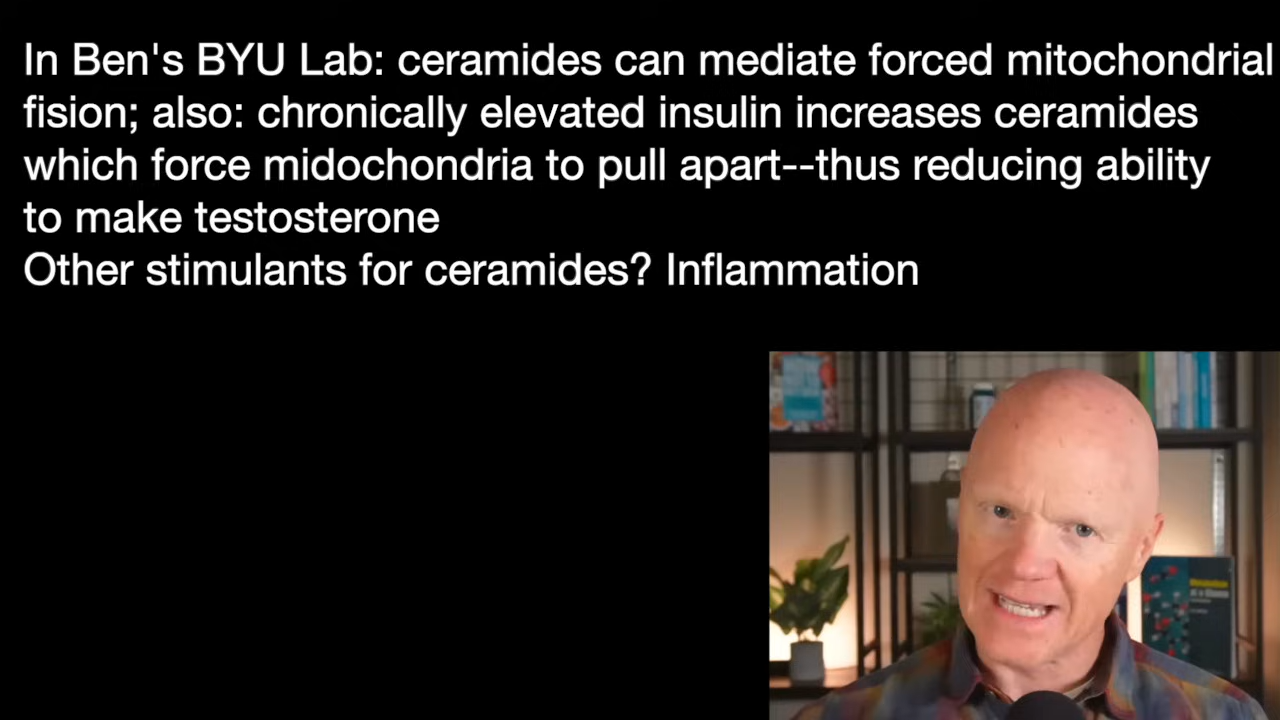 In Ben's BYU Lab: ceramides can mediate forced mitochondrial
fision; also: chronically elevated insulin increases ceramides
which force midochondria to pull apart--thus reducing ability
to make testosterone
Other stimulants for ceramides? Inflammation